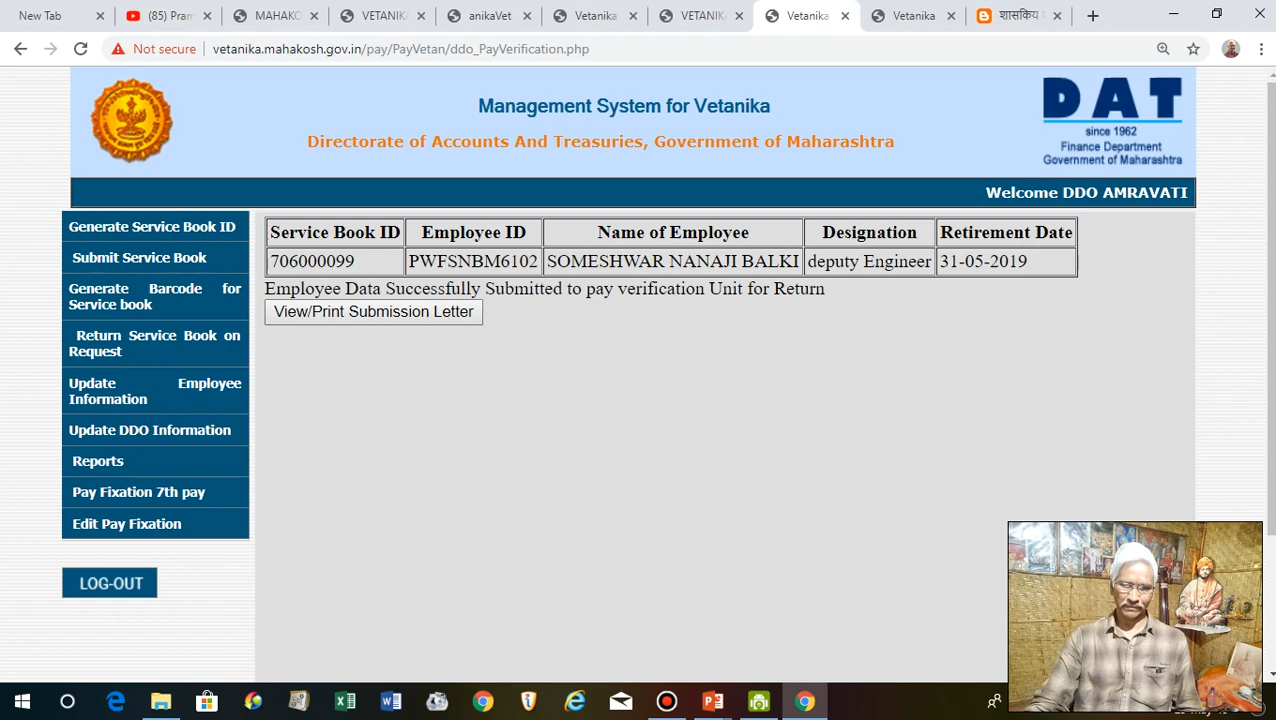 New Tab
(85) Pram
MAHAKO
VETANIKA
anikaVet
Vetanika
VETANIK
Vetanika
Vetanika
शासकिय
Not secure
vetanika.mahakosh.gov.in/pay/PayVetan/ddo_PayVerification.php
Management System for Vetanika
Directorate of Accounts And Treasuries, Government of Maharashtra
DAT
since 1962
Finance Department
Government of Maharashtra
Welcome DDO AMRAVATI
Generate Service Book ID
Submit Service Book
Generate Barcode for
Service book
Return Service Book on
Request
Update Employee
Information
Update DDO Information
Reports
Pay Fixation 7th pay
Edit Pay Fixation
LOG-OUT
Service Book ID Employee ID Name of Employee Designation Retirement Date
706000099 PWFSNBM6102 SOMESHWAR NANAJI BALKI deputy Engineer 31-05-2019
Employee Data Successfully Submitted to pay verification Unit for Return
View/Print Submission Letter